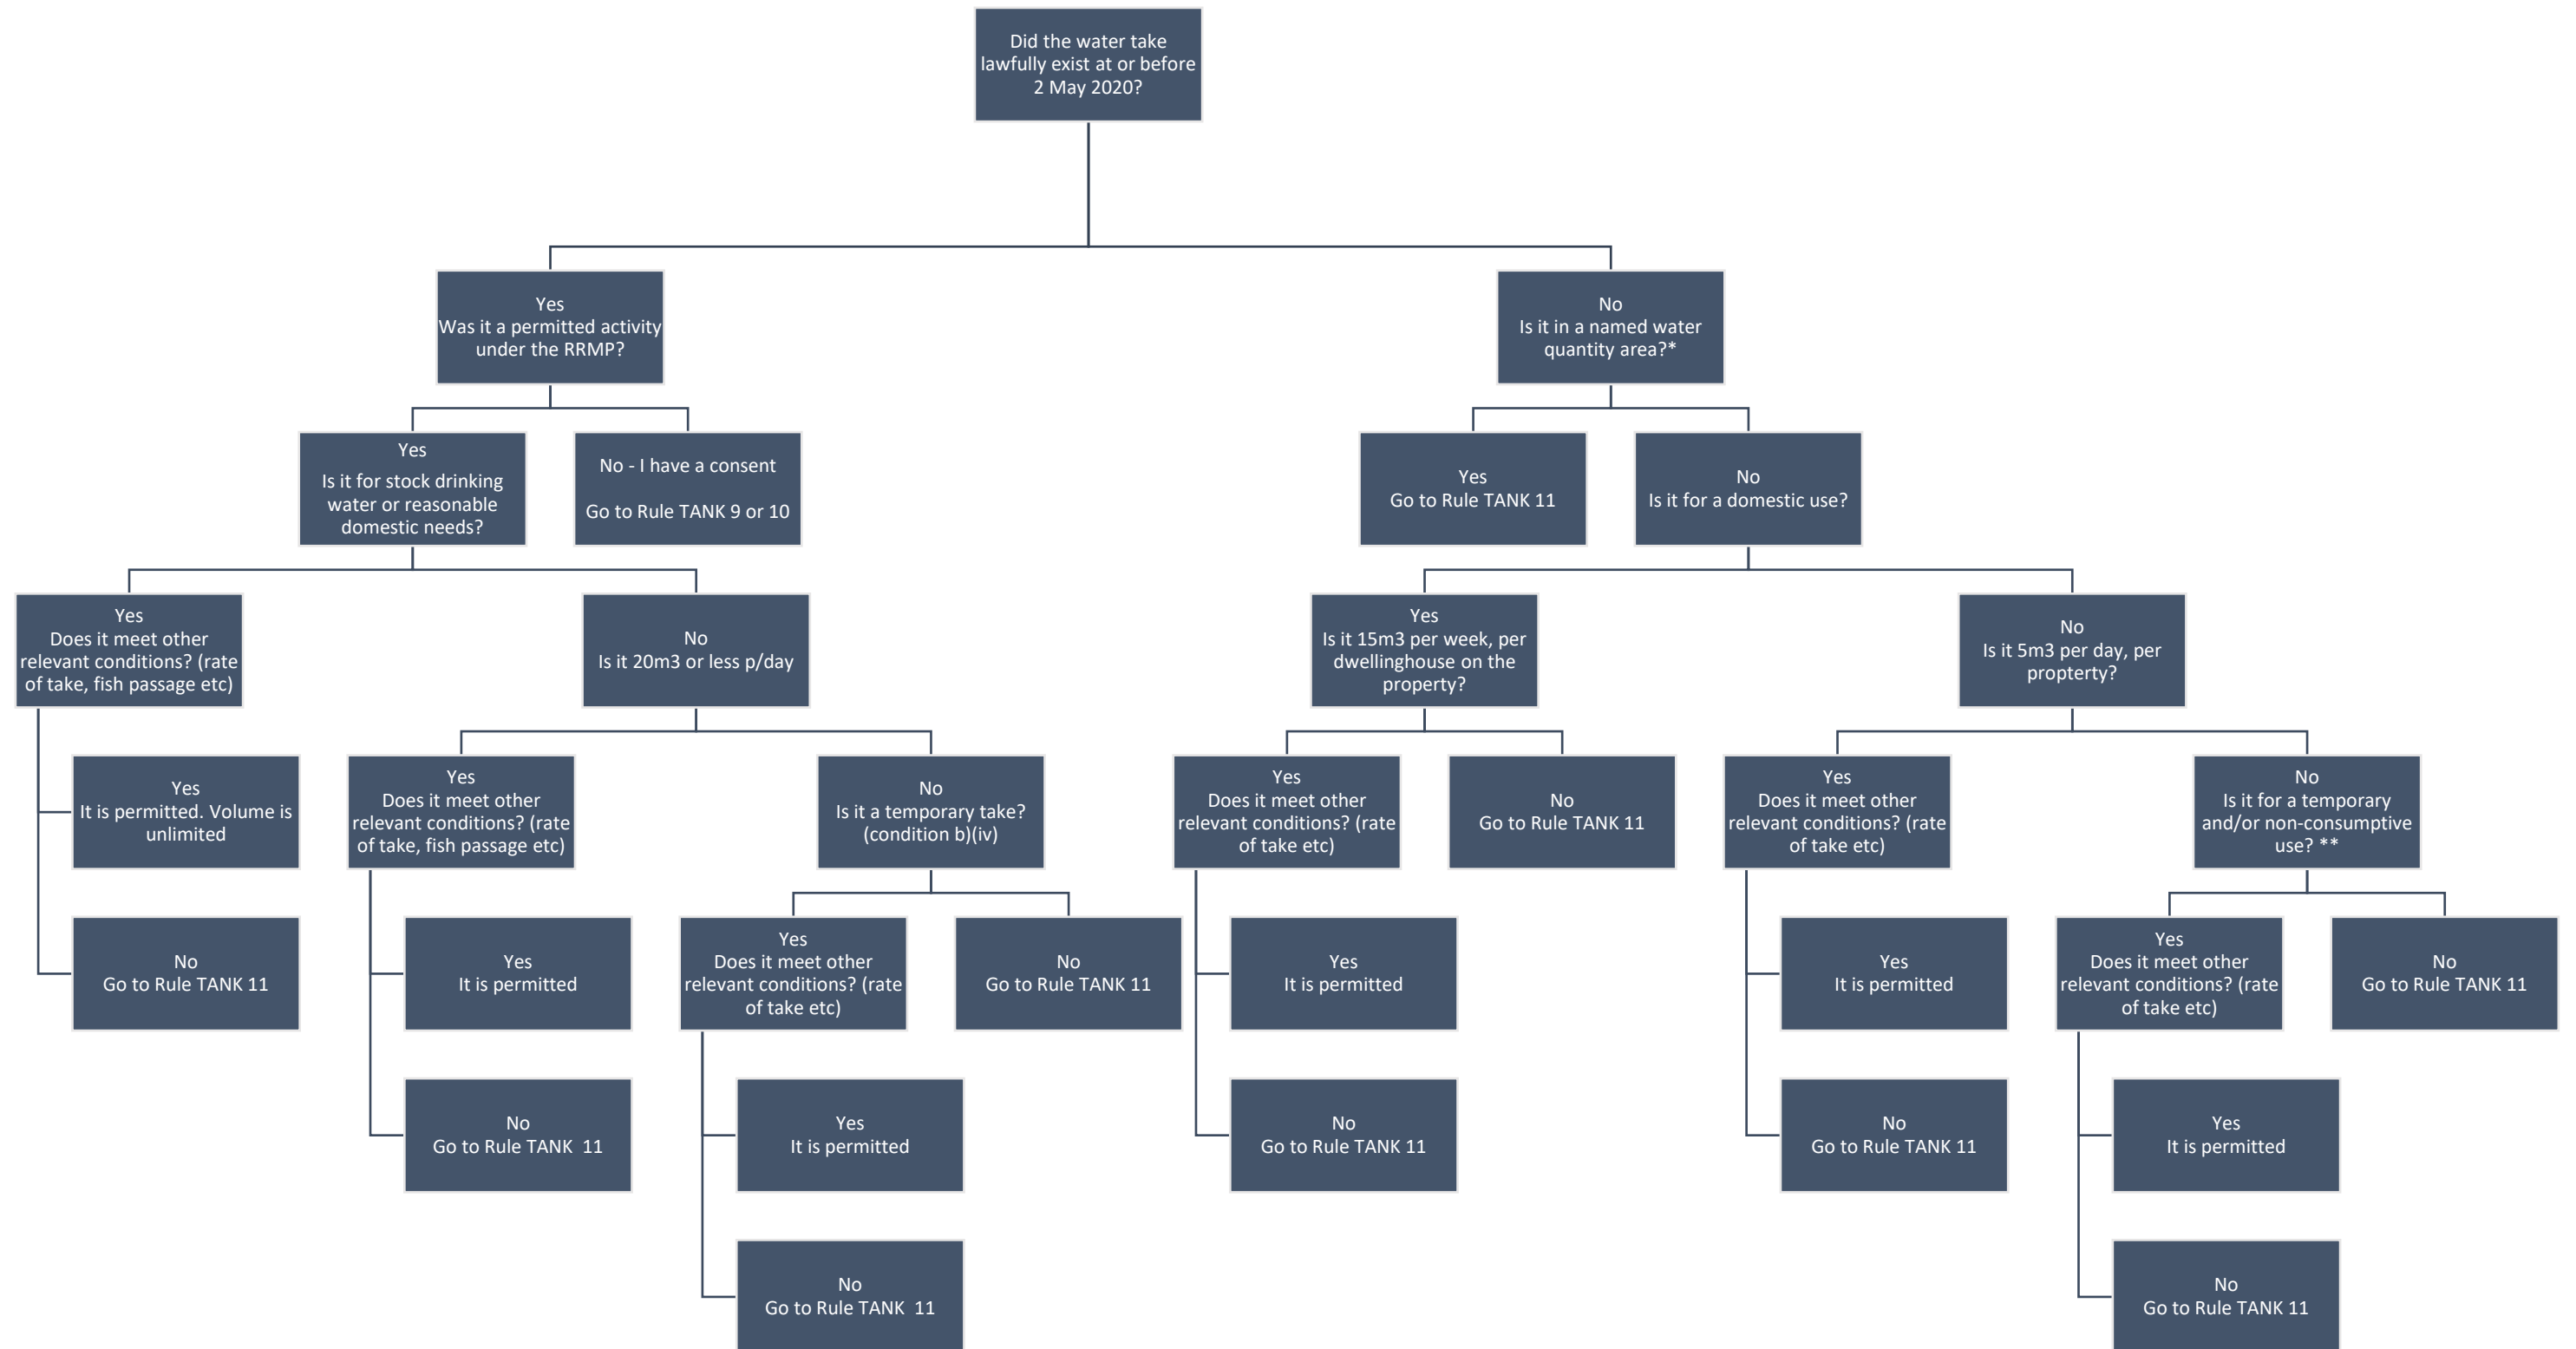 Did the water take
lawfully exist at or before
2 May 2020?
Yes
Was it a permitted activity
under the RRMP?
No
Is it in a named water
quantity area?*
Yes
Is it for stock drinking
water or reasonable
domestic needs?
No - I have a consent
Go to Rule TANK 9 or 10
Yes
Go to Rule TANK 11
No
Is it for a domestic use?
Yes
Does it meet other
relevant conditions? (rate
of take, fish passage etc)
No
Is it 20m3 or less p/day
Yes
Is it 15m3 per week, per
dwellinghouse on the
property?
No
Is it 5m3 per day, per
propterty?
Yes
It is permitted. Volume is
unlimited
Yes
Does it meet other
relevant conditions? (rate
of take, fish passage etc)
No
Is it a temporary take?
(condition b)(iv)
Yes
Does it meet other
relevant conditions? (rate
of take etc)
No
Go to Rule TANK 11
Yes
Does it meet other
relevant conditions? (rate
of take etc)
No
Is it for a temporary
and/or non-consumptive
use? **
No
Go to Rule TANK 11
Yes
It is permitted
Yes
Does it meet other
relevant conditions? (rate
of take etc)
No
Go to Rule TANK 11
Yes
It is permitted
Yes
It is permitted
Yes
Does it meet other
relevant conditions? (rate
of take etc)
No
Go to Rule TANK 11
No
Go to Rule TANK  11
Yes
It is permitted
No
Go to Rule TANK 11
No
Go to Rule TANK 11
Yes
It is permitted
No
Go to Rule TANK  11
No
Go to Rule TANK 11